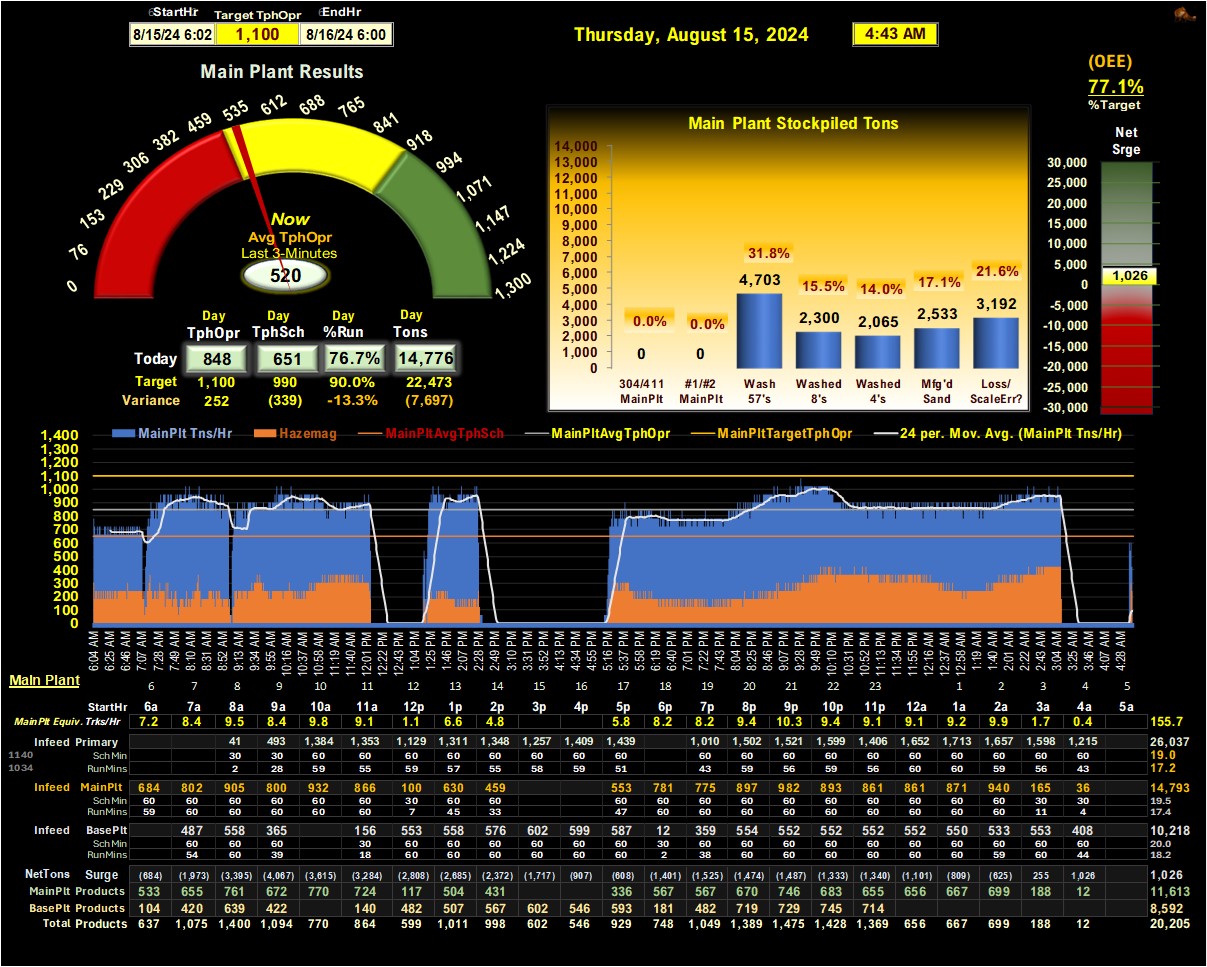 StartHr Target TphOpr EndHr
8/15/24 6:02 1,100 8/16/24 6:00
Thursday, August 15, 2024 4:43 AM
(OEE)
77.1%
%Target
Main Plant Results
0 76 153 229 306 382 459 535 612 688 765 841 918 994 1,071 1,147 1,224 1,300
Now
Avg TphOpr
Last 3-Minutes
520
Day Day Day Day
TphOpr TphSch %Run Tons
Today 848 651 76.7% 14,776
Target 1,100 990 90.0% 22,473
Variance 252 (339) -13.3% (7,697)
Main Plant Stockpiled Tons
14,000
13,000
12,000
11,000
10,000
9,000
8,000
7,000
6,000
5,000
4,000
3,000
2,000
1,000
0
0.0% 0.0% 31.8% 15.5% 14.0% 17.1% 21.6%
0 0 4,703 2,300 2,065 2,533 3,192
304/411 #1/#2 Wash Washed Washed Mfg'd Loss/
MainPlt MainPlt 57's 8's 4's Sand ScaleErr?
Net
Srge
30,000
25,000
20,000
15,000
10,000
5,000
0
-5,000
-10,000
-15,000
-20,000
-25,000
-30,000
1,026
MainPlt Tns/Hr Hazemag MainPltAvgTphSch MainPltAvgTphOpr MainPltTargetTphOpr 24 per. Mov. Avg. (MainPlt Tns/Hr)
1,400
1,300
1,200
1,100
1,000
900
800
700
600
500
400
300
200
100
0
6:04 AM 6:25 AM 6:46 AM 7:07 AM 7:28 AM 7:49 AM 8:10 AM 8:31 AM 8:52 AM 9:13 AM 9:34 AM 9:55 AM 10:16 AM 10:37 AM 10:58 AM 11:19 AM 11:40 AM 12:01 PM 12:22 PM 12:43 PM 1:04 PM 1:25 PM 1:46 PM 2:07 PM 2:28 PM 2:49 PM 3:10 PM 3:31 PM 3:52 PM 4:13 PM 4:34 PM 4:55 PM 5:16 PM 5:37 PM 5:58 PM 6:19 PM 6:40 PM 7:01 PM 7:22 PM 7:43 PM 8:04 PM 8:25 PM 8:46 PM 9:07 PM 9:28 PM 9:49 PM 10:10 PM 10:31 PM 10:52 PM 11:13 PM 11:34 PM 11:55 PM 12:16 AM 12:37 AM 12:58 AM 1:19 AM 1:40 AM 2:01 AM 2:22 AM 2:43 AM 3:04 AM 3:25 AM 3:46 AM 4:07 AM 4:28 AM
Main Plant
6 7 8 9 10 11 12 13 14 15 16 17 18 19 20 21 22 23 1 2 3 4 5
StartHr 6a 7a 8a 9a 10a 11a 12p 1p 2p 3p 4p 5p 6p 7p 8p 9p 10p 11p 12a 1a 2a 3a 4a 5a
MainPlt Equiv. Trks/Hr 7.2 8.4 9.5 8.4 9.8 9.1 1.1 6.6 4.8 5.8 8.2 8.2 9.4 10.3 9.4 9.1 9.1 9.2 9.9 1.7 0.4 155.7
Infeed Primary 41 493 1,384 1,353 1,129 1,311 1,348 1,257 1,409 1,439 1,010 1,502 1,521 1,599 1,406 1,652 1,713 1,657 1,598 1,215 26,037
1140 Sch Min 30 30 60 60 60 60 60 60 60 60 60 60 60 60 60 60 60 60 60 60 19.0
1034 RunMins 2 28 59 55 59 57 55 58 59 51 43 59 56 59 56 60 60 59 56 43 17.2
Infeed MainPlt 684 802 905 800 932 866 100 630 459 553 781 775 897 982 893 861 861 871 940 165 36 14,793
Sch Min 60 60 60 60 60 60 30 60 60 60 60 60 60 60 60 60 60 60 60 30 30 19.5
RunMins 59 60 60 60 60 60 7 45 33 47 60 60 60 60 60 60 60 60 60 11 4 17.4
Infeed BasePlt 487 558 365 156 553 558 576 602 599 587 12 359 554 552 552 552 552 550 533 553 408 10,218
Sch Min 60 60 60 30 60 60 60 60 60 60 30 60 60 60 60 60 60 60 60 60 60 20.0
RunMins 54 60 39 18 60 60 60 60 60 60 2 38 60 60 60 60 60 60 59 60 44 18.2
NetTons Surge (684) (1,973) (3,395) (4,067) (3,615) (3,284) (2,808) (2,685) (2,372) (1,717) (907) (608) (1,401) (1,525) (1,474) (1,487) (1,333) (1,340) (1,101) (809) (625) 255 1,026 1,026
MainPlt Products 533 655 761 672 770 724 117 504 431 336 567 567 670 746 683 655 656 667 699 188 12 11,613
BasePlt Products 104 420 639 422 140 482 507 567 602 546 593 181 482 719 729 745 714 8,592
Total Products 637 1,075 1,400 1,094 770 864 599 1,011 998 602 546 929 748 1,049 1,389 1,475 1,428 1,369 656 667 699 188 12 20,205